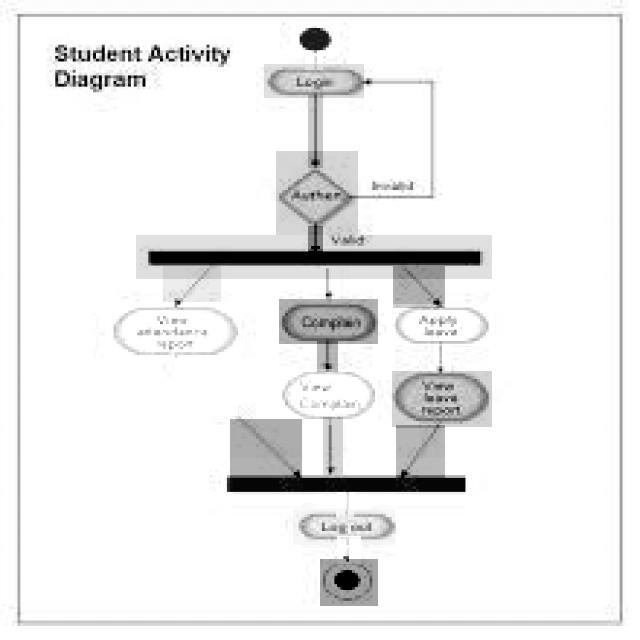 Student Activity
Diagram
Login
Authen
Invalid
Valid
View
attendance
report
Complain
Apply
leave
View
Complain
View
leave
report
Log out